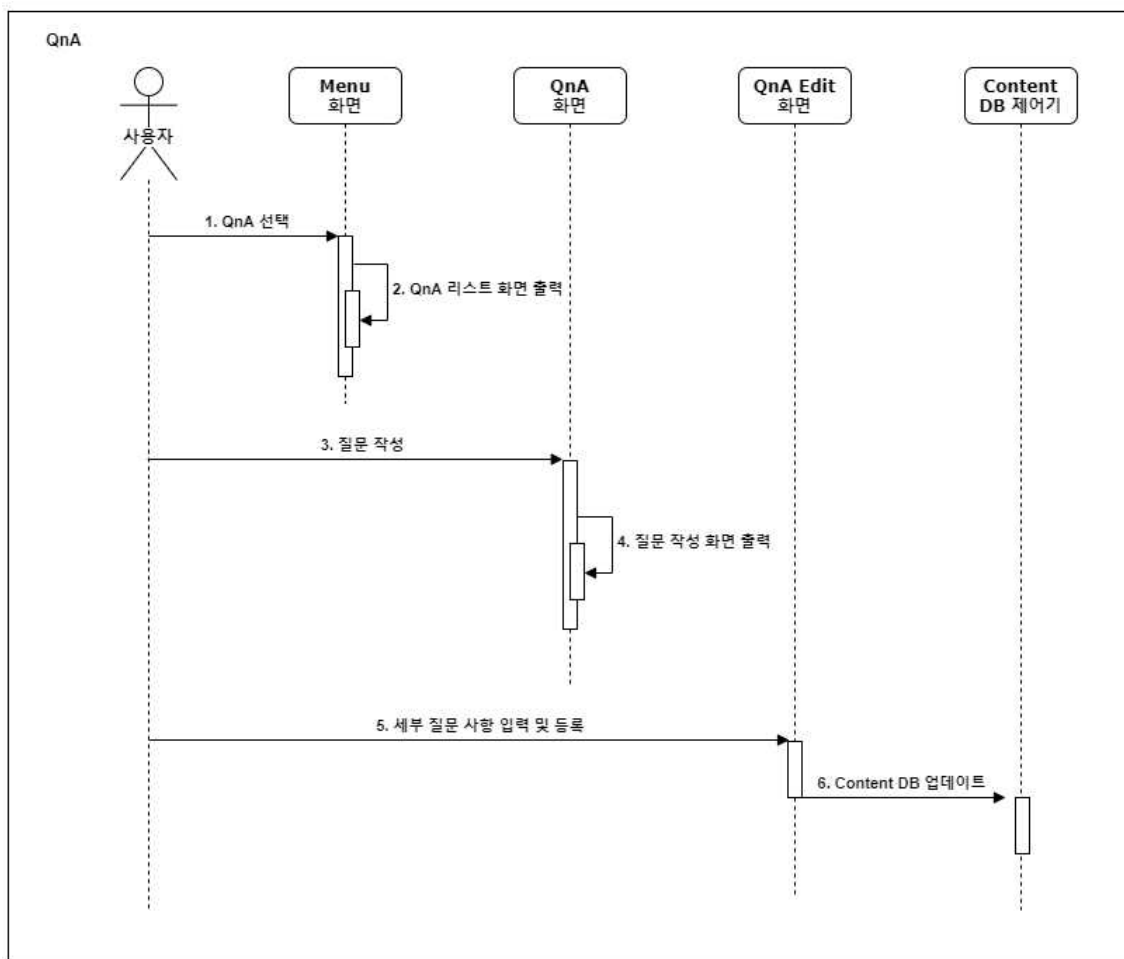 QnA
사용자
Menu
화면
QnA
화면
QnA Edit
화면
Content
DB 제어기
1. QnA 선택
2. QnA 리스트 화면 출력
3. 질문 작성
4. 질문 작성 화면 출력
5. 세부 질문 사항 입력 및 등록
6. Content DB 업데이트